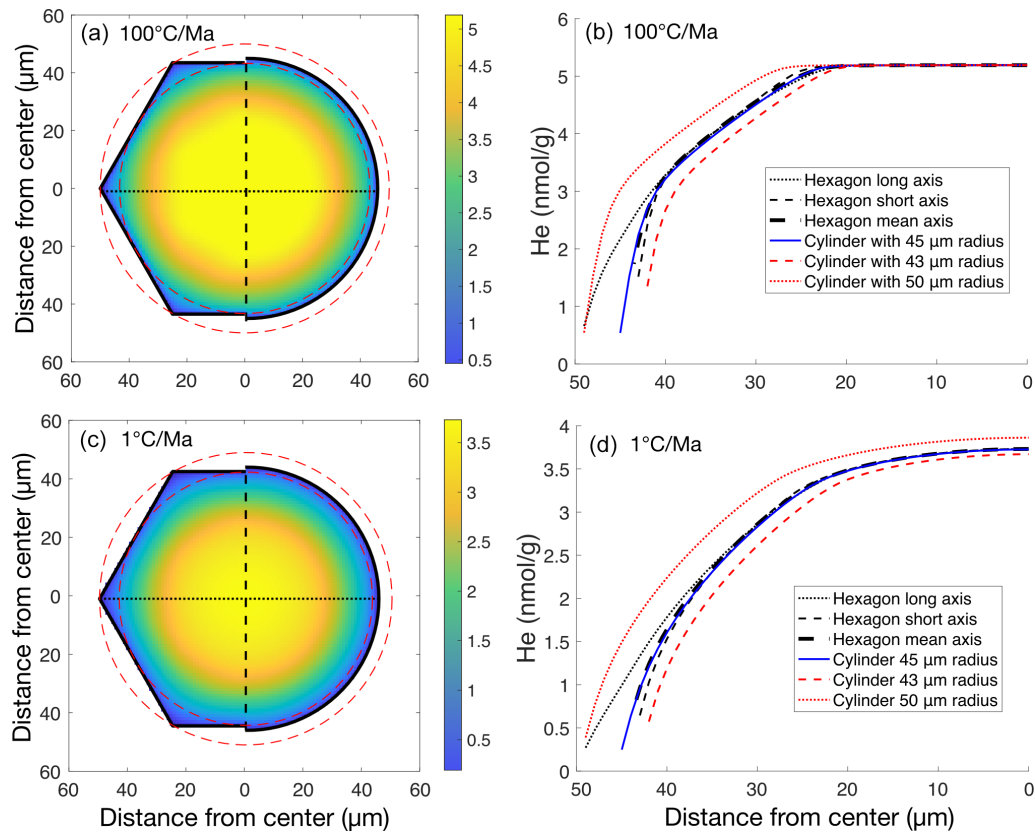 (a) 100°C/Ma
Distance from center (µm)
60
40
20
0
20
40
60
60 40 20 0 20 40 60
5
4.5
4
3.5
3
2.5
2
1.5
1
0.5
(b) 100°C/Ma
He (nmol/g)
6
5
4
3
2
1
0
50 40 30 20 10 0
Hexagon long axis
Hexagon short axis
Hexagon mean axis
Cylinder with 45 µm radius
Cylinder with 43 µm radius
Cylinder with 50 µm radius
(c) 1°C/Ma
Distance from center (µm)
60
40
20
0
20
40
60
60 40 20 0 20 40 60
Distance from center (µm)
3.5
3
2.5
2
1.5
1
0.5
(d) 1°C/Ma
He (nmol/g)
4
3.5
3
2.5
2
1.5
1
0.5
0
50 40 30 20 10 0
Distance from center (µm)
Hexagon long axis
Hexagon short axis
Hexagon mean axis
Cylinder 45 µm radius
Cylinder 43 µm radius
Cylinder 50 µm radius